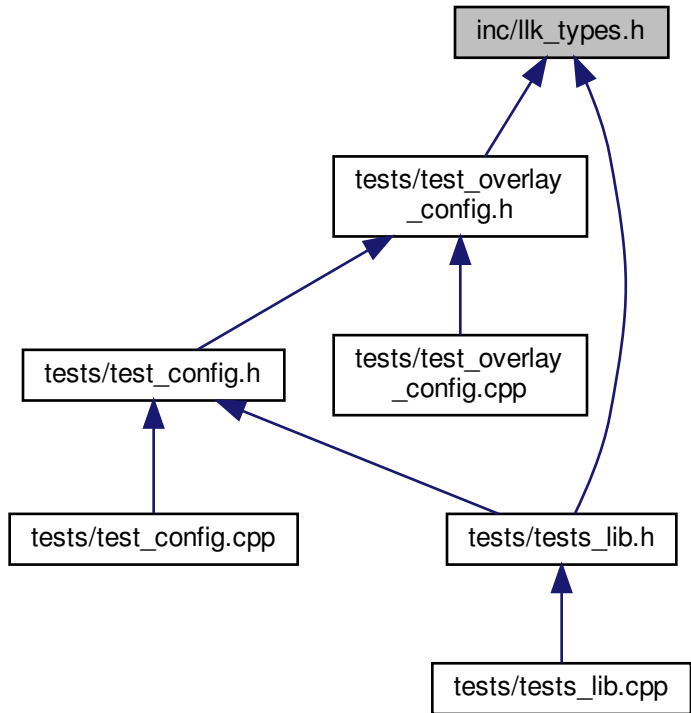 inc/llk_types.h
tests/test_overlay
_config.h
tests/test_config.h
tests/test_overlay
_config.cpp
tests/test_config.cpp
tests/tests_lib.h
tests/tests_lib.cpp